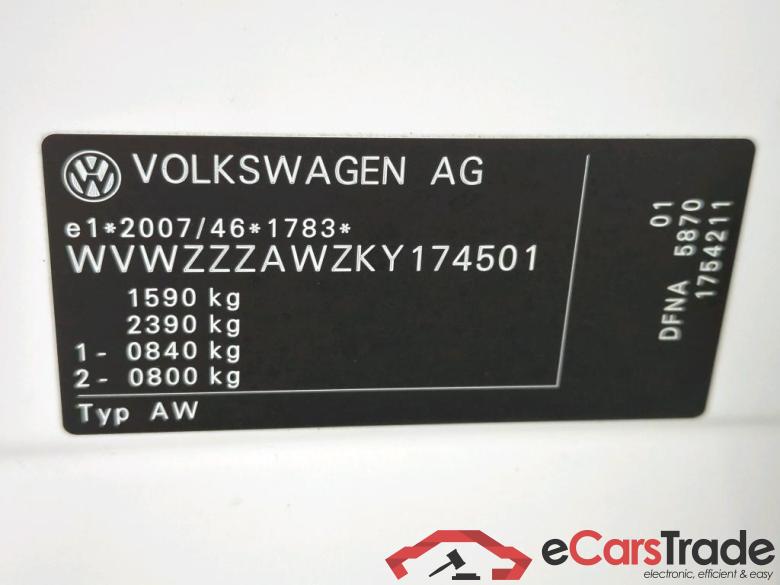 VOLKSWAGEN AG
e1*2007/46*1783*
WVWZZZAWZKY174501
1590 kg
2390 kg
1- 0840 kg
2- 0800 kg
Typ AW
01
DFNA 5870
1754211
eCarsTrade
electronic, efficient & easy